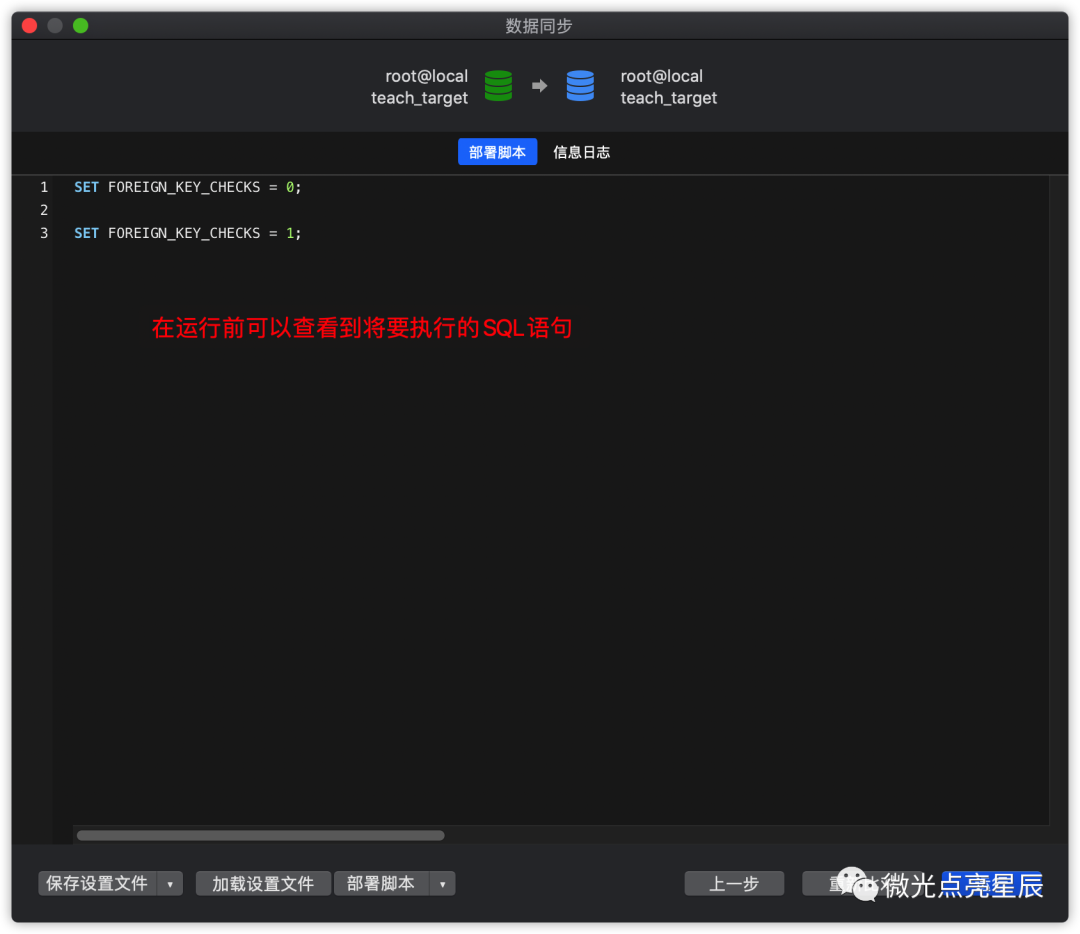 数据同步
root@local
teach_target
root@local
teach_target
部署脚本 信息日志
1 SET FOREIGN_KEY_CHECKS = 0;
2
3 SET FOREIGN_KEY_CHECKS = 1;
在运行前可以查看到将要执行的SQL语句
保存设置文件 加载设置文件 部署脚本 上一步
微光点亮星辰